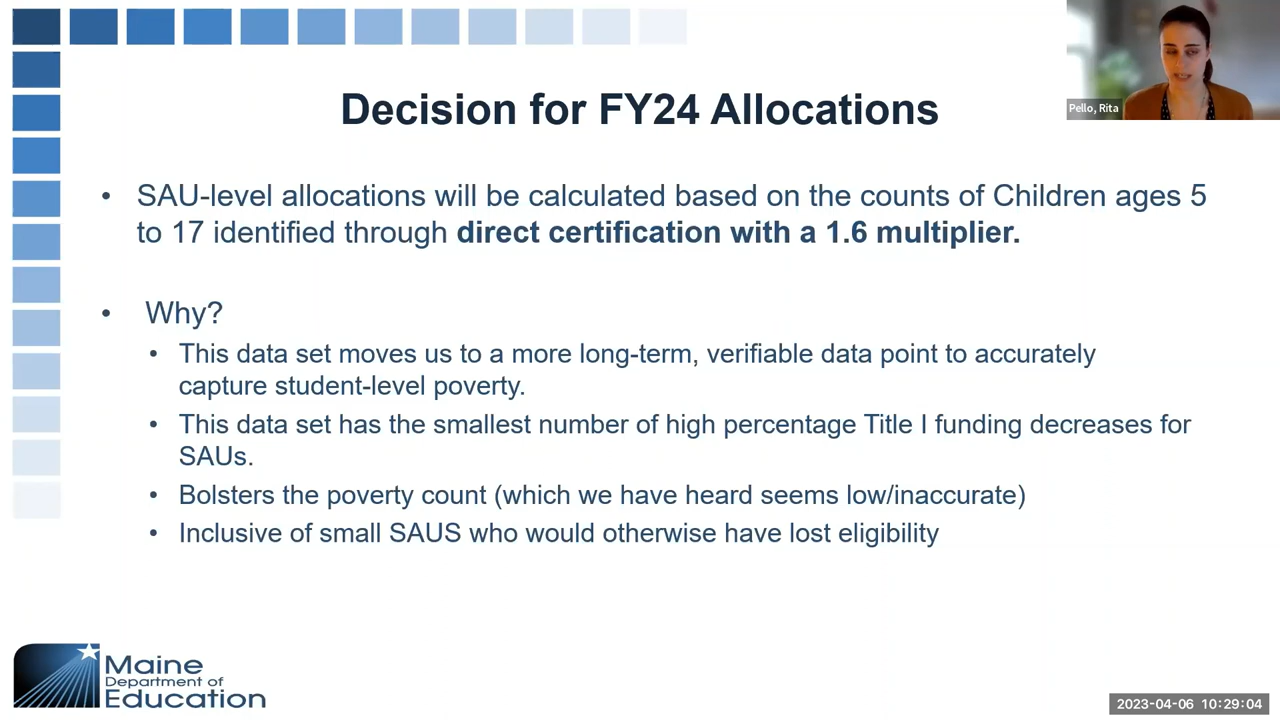 Decision for FY24 Allocations
Pello, Rita
• SAU-level allocations will be calculated based on the counts of Children ages 5
to 17 identified through direct certification with a 1.6 multiplier.
• Why?
• This data set moves us to a more long-term, verifiable data point to accurately
capture student-level poverty.
• This data set has the smallest number of high percentage Title I funding decreases for
SAUs.
• Bolsters the poverty count (which we have heard seems low/inaccurate)
• Inclusive of small SAUS who would otherwise have lost eligibility
Maine
Department of
Education
2023-04-06 10:29:04